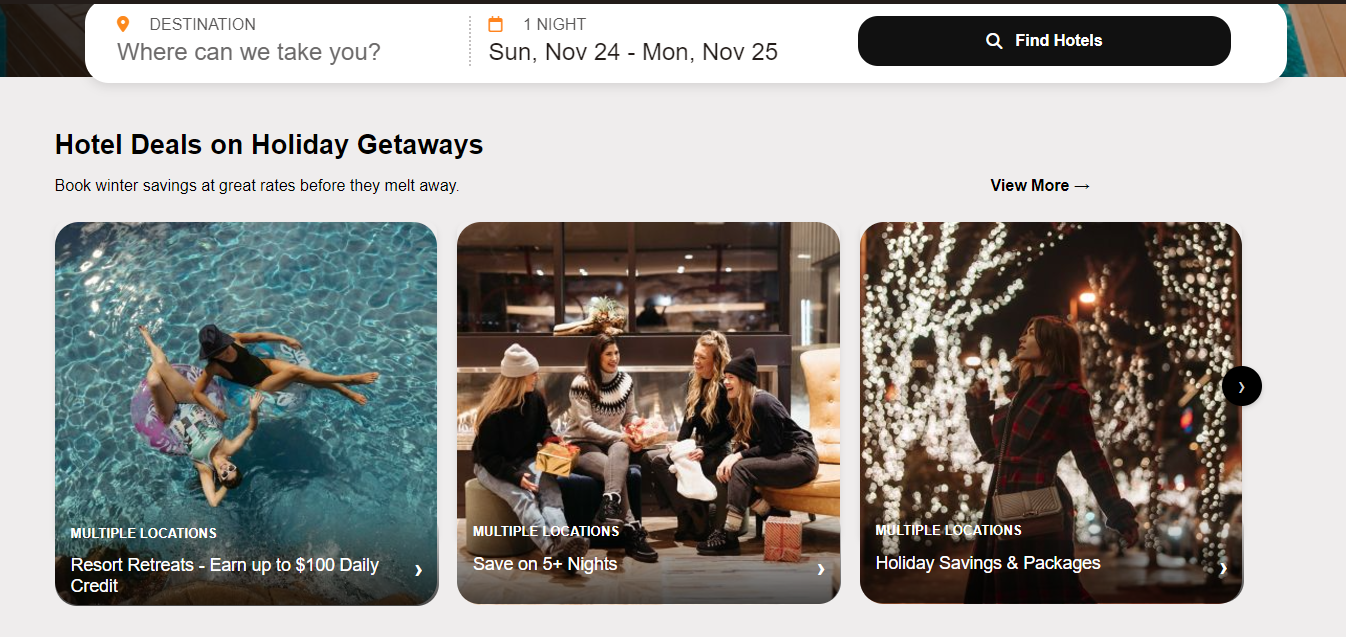 DESTINATION
Where can we take you?
1 NIGHT
Sun, Nov 24 - Mon, Nov 25
Find Hotels
Hotel Deals on Holiday Getaways
Book winter savings at great rates before they melt away.
View More →
MULTIPLE LOCATIONS
Resort Retreats - Earn up to $100 Daily
Credit
MULTIPLE LOCATIONS
Save on 5+ Nights
MULTIPLE LOCATIONS
Holiday Savings & Packages